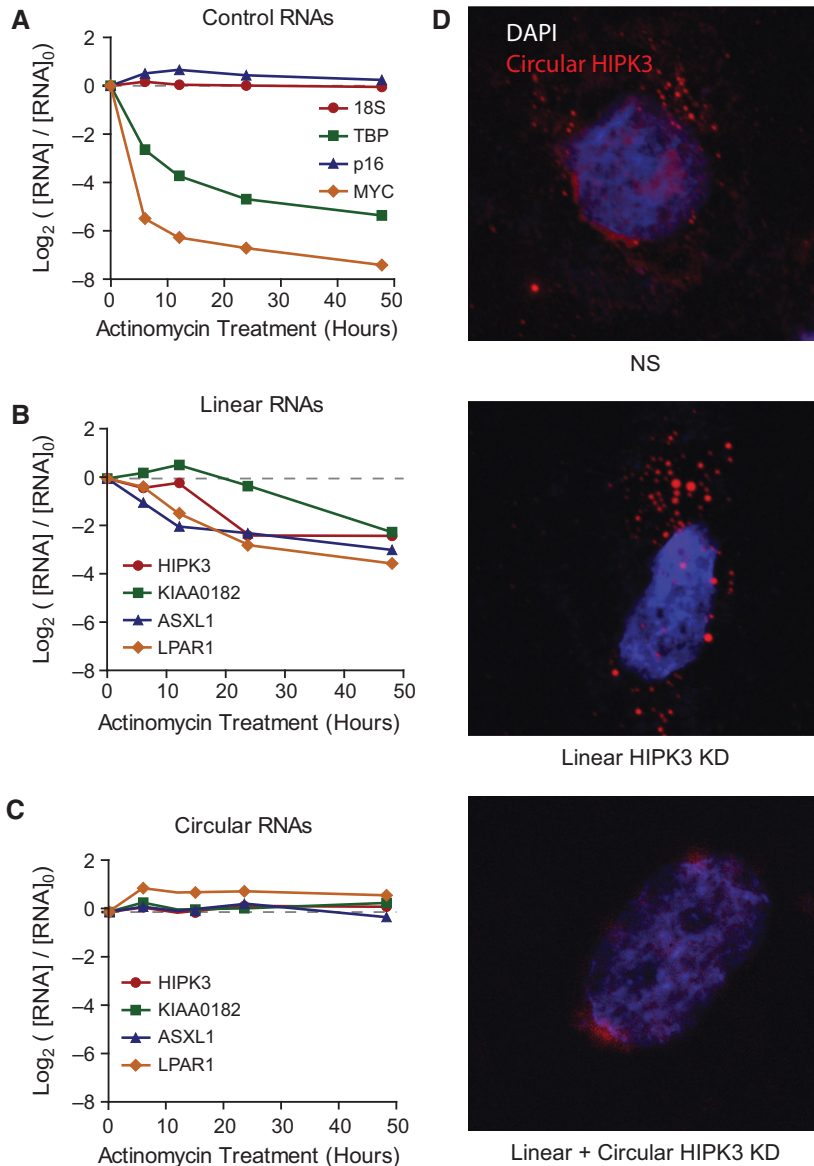 A
Control RNAs
Log2 ( [RNA] / [RNA]0)
2
0
–2
–4
–6
–8
18S
TBP
p16
MYC
0 10 20 30 40 50
Actinomycin Treatment (Hours)
B
Linear RNAs
Log2 ( [RNA] / [RNA]0)
2
0
–2
–4
–6
–8
HIPK3
KIAA0182
ASXL1
LPAR1
0 10 20 30 40 50
Actinomycin Treatment (Hours)
C
Circular RNAs
Log2 ( [RNA] / [RNA]0)
2
0
–2
–4
–6
–8
HIPK3
KIAA0182
ASXL1
LPAR1
0 10 20 30 40 50
Actinomycin Treatment (Hours)
D
DAPI
Circular HIPK3
NS
Linear HIPK3 KD
Linear + Circular HIPK3 KD